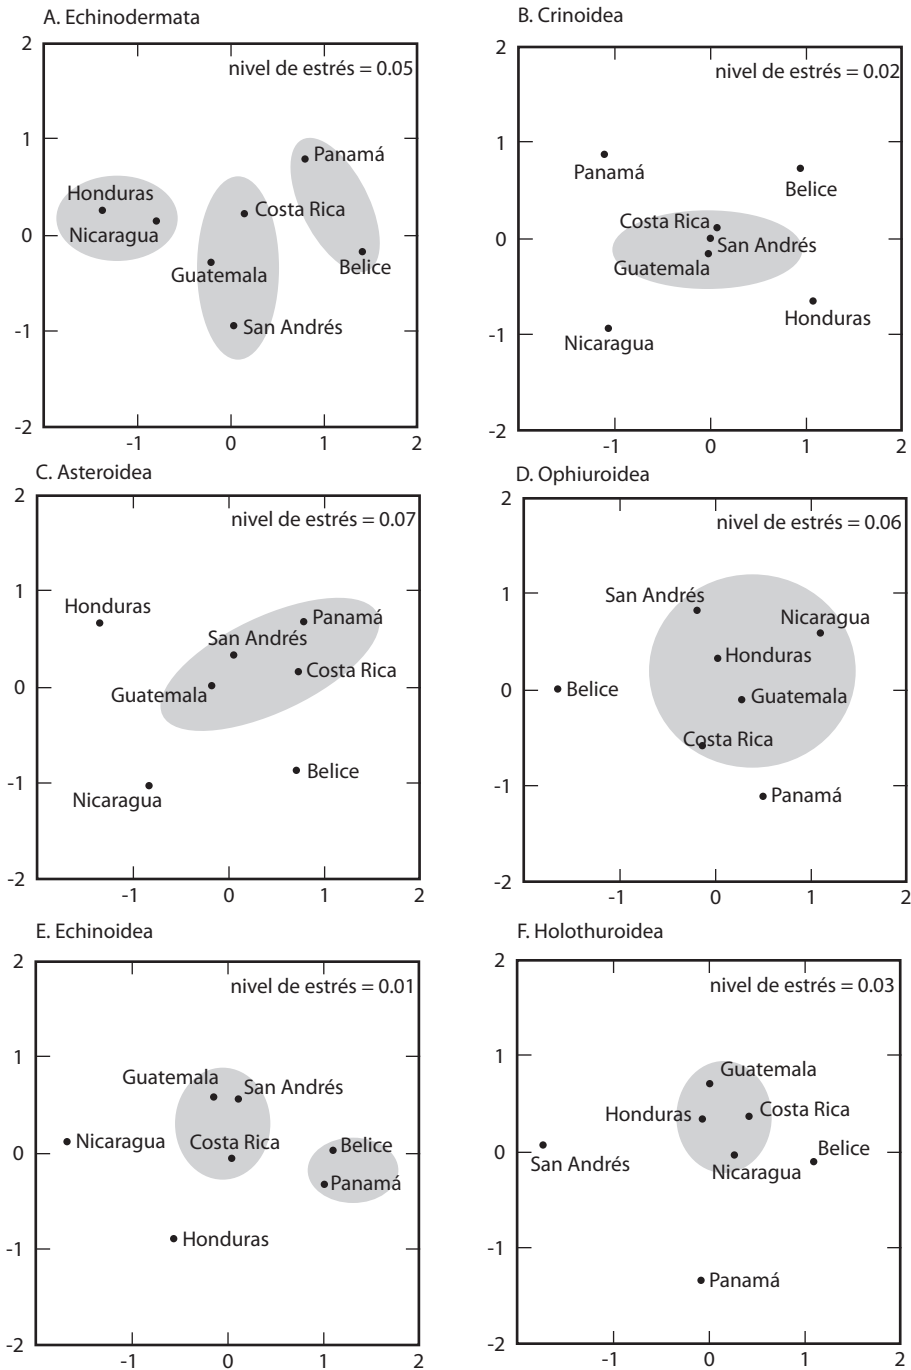 A. Echinodermata
2
nivel de estrés = 0.05
1
Panamá
Honduras
Costa Rica
0
Nicaragua
Guatemala
Belice
-1
San Andrés
-2
-1
0
1
2
B. Crinoidea
2
nivel de estrés = 0.02
1
Panamá
Belice
Costa Rica
0
San Andrés
Guatemala
Honduras
-1
Nicaragua
-2
-1
0
1
2
C. Asteroidea
2
nivel de estrés = 0.07
1
Honduras
Panamá
San Andrés
Costa Rica
0
Guatemala
Belice
-1
Nicaragua
-2
-1
0
1
2
D. Ophiuroidea
2
nivel de estrés = 0.06
1
San Andrés
Nicaragua
Honduras
0
Belice
Guatemala
Costa Rica
-1
Panamá
-2
-1
0
1
2
E. Echinoidea
2
nivel de estrés = 0.01
1
Guatemala
San Andrés
0
Nicaragua
Costa Rica
Belice
Panamá
-1
Honduras
-2
-1
0
1
2
F. Holothuroidea
2
nivel de estrés = 0.03
1
Guatemala
Honduras
Costa Rica
0
San Andrés
Belice
Nicaragua
-1
Panamá
-2
-1
0
1
2